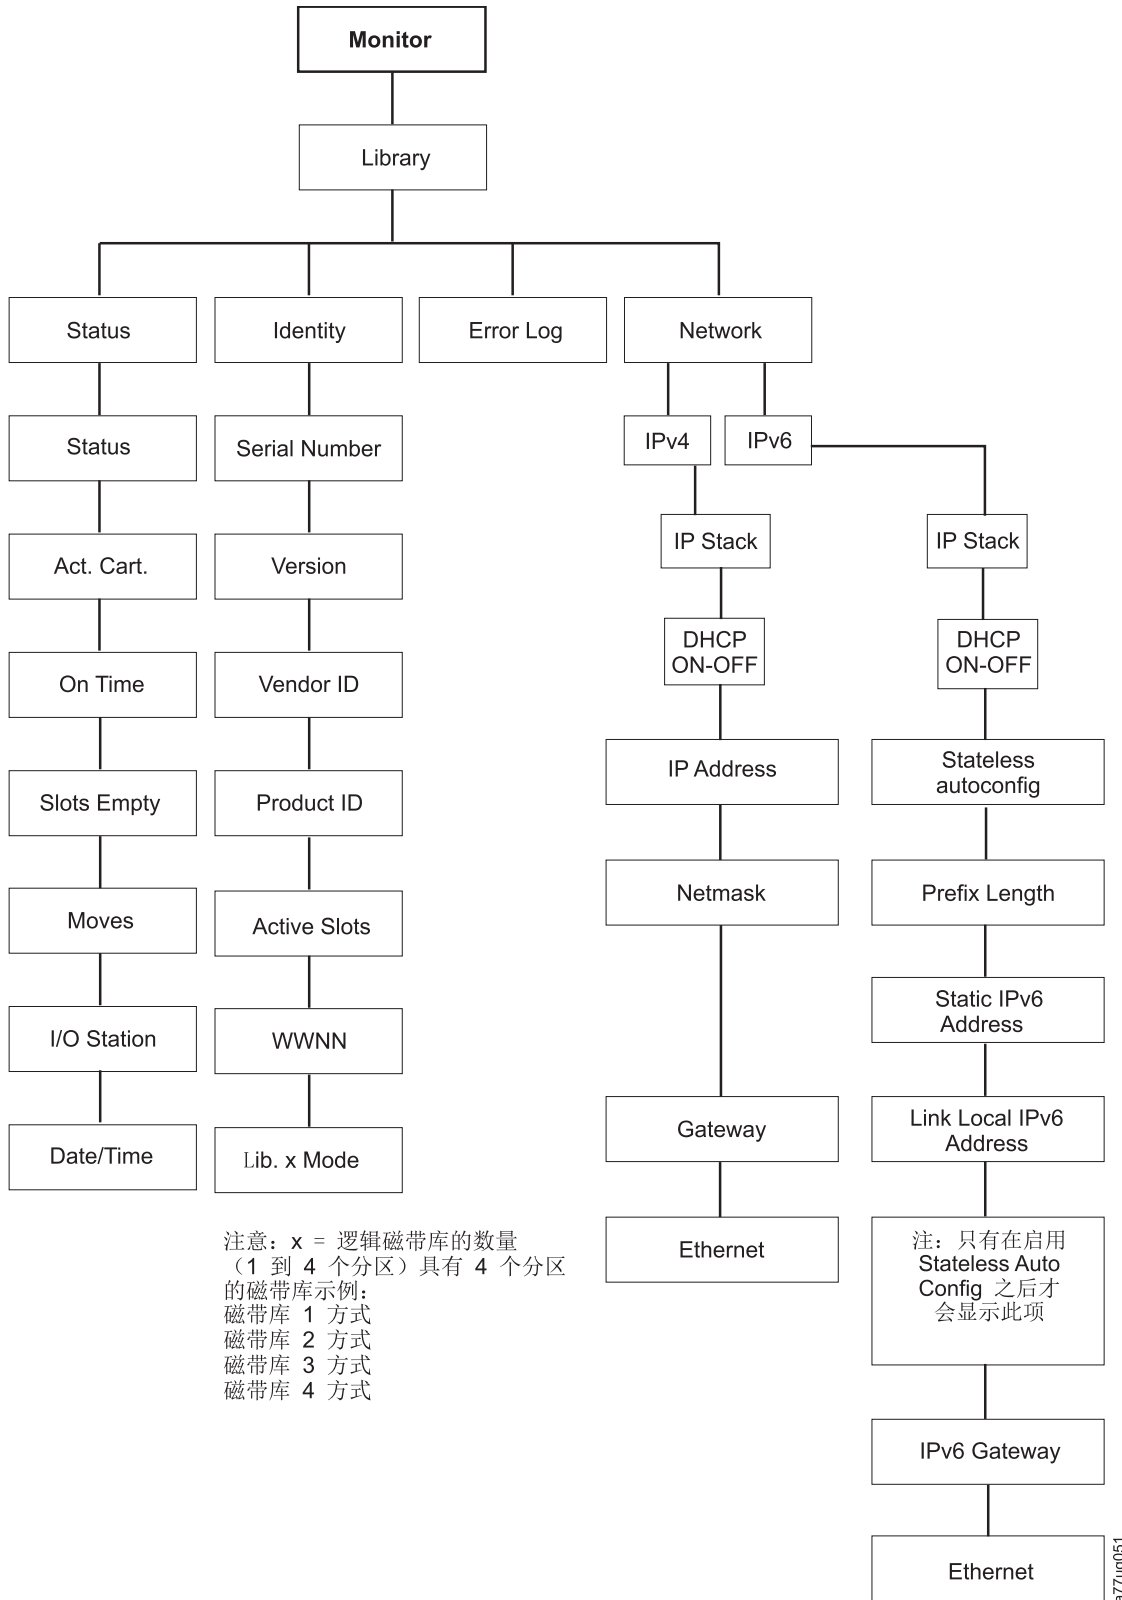 Monitor
Library
Status
Identity
Error Log
Network
Status
Serial Number
IPv4
IPv6
Act. Cart.
Version
IP Stack
IP Stack
On Time
Vendor ID
DHCP
ON-OFF
DHCP
ON-OFF
Slots Empty
Product ID
IP Address
Stateless
autoconfig
Moves
Active Slots
Netmask
Prefix Length
I/O Station
WWNN
Static IPv6
Address
Date/Time
Lib. x Mode
Gateway
Link Local IPv6
Address
注意：x = 逻辑磁带库的数量
（1 到 4 个分区）具有 4 个分区
的磁带库示例：
磁带库 1 方式
磁带库 2 方式
磁带库 3 方式
磁带库 4 方式
Ethernet
注：只有在启用
Stateless Auto
Config 之后才
会显示此项
IPv6 Gateway
Ethernet
a77ug051